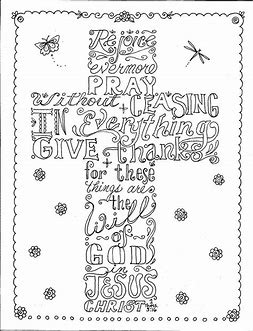 Rejoice
evermore
PRAY
Without CEASING
IN Everything
GIVE Thanks
for these
things are
the
Will
of
GOD
in
JESUS
CHRIST